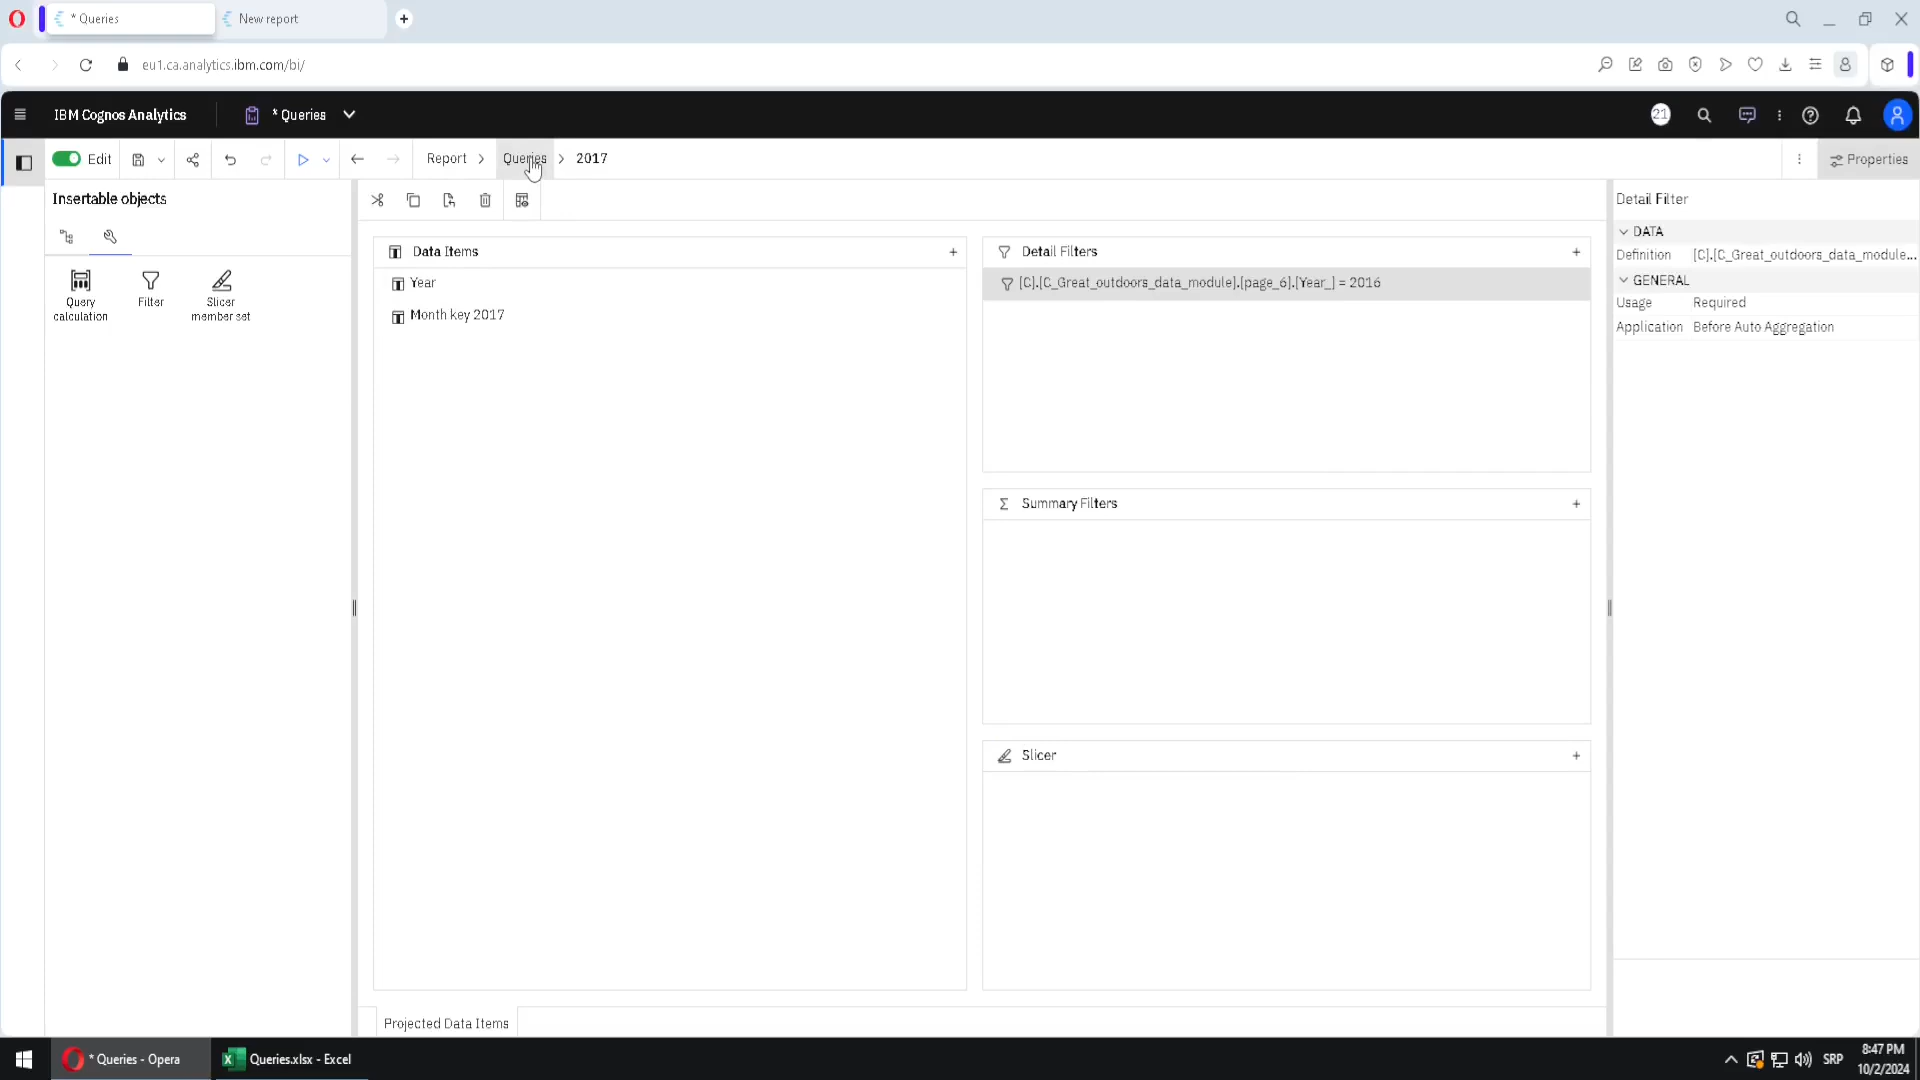 * Queries
New report
eu1.ca.analytics.ibm.com/bi/
IBM Cognos Analytics
* Queries
21
Edit
Report
Queries
2017
Properties
Insertable objects
Query
calculation
Filter
Slicer
member set
Data Items
Year
Month key 2017
Detail Filters
[C].[C_Great_outdoors_data_module].[page_6].[Year_] = 2016
Summary Filters
Slicer
Projected Data Items
Detail Filter
DATA
Definition [C].[C_Great_outdoors_data_module...
GENERAL
Usage Required
Application Before Auto Aggregation
* Queries - Opera
Queries.xlsx - Excel
SRP
8:47 PM
10/2/2024